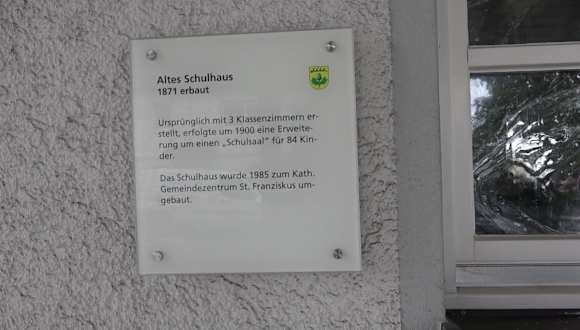 Altes Schulhaus
1871 erbaut
Ursprünglich mit 3 Klassenzimmern er-
stellt, erfolgte um 1900 eine Erweite-
rung um einen „Schulsaal" für 84 Kin-
der.
Das Schulhaus wurde 1985 zum Kath.
Gemeindezentrum St. Franziskus um-
gebaut.